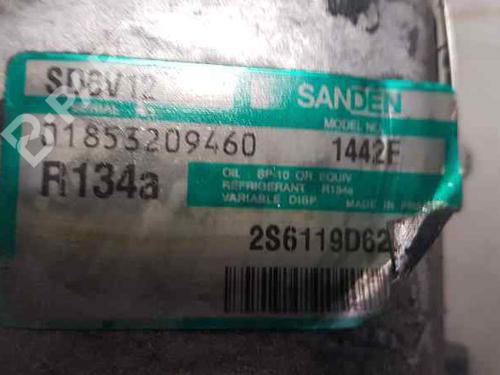 SD6V12 SANDEN
SERIAL MODEL NO.
01853209460 1442F
R134a OIL SP-10 OR EQUIV
REFRIGERANT R134a
VARIABLE DISP. MADE IN
2S6119D62